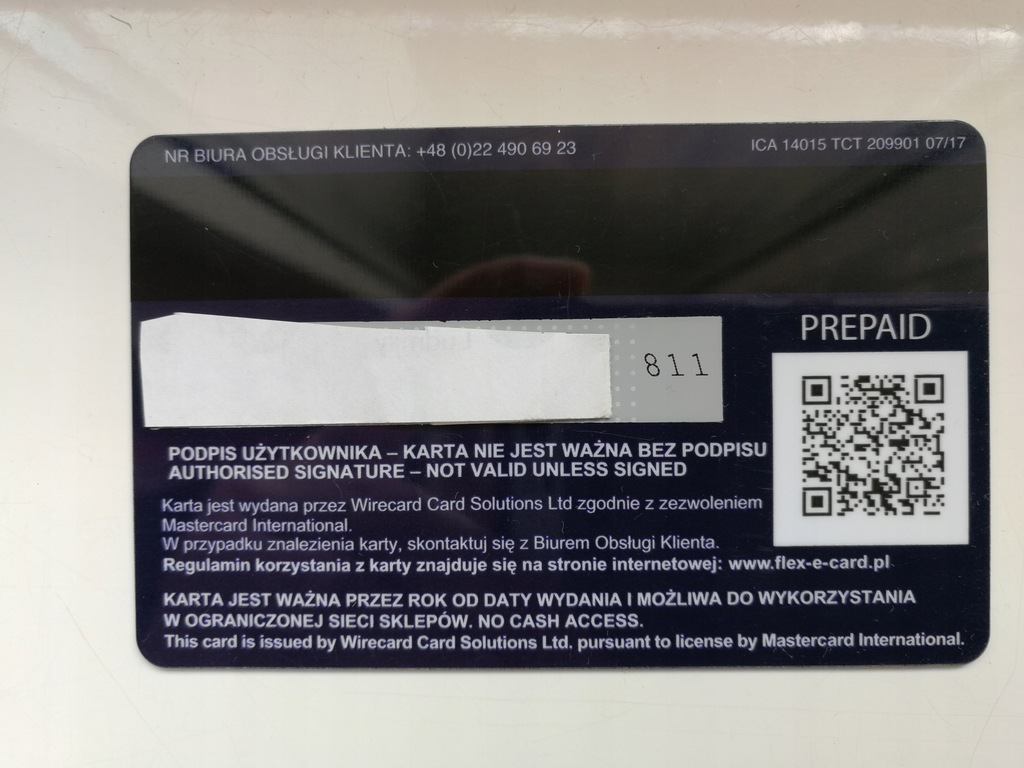 NR BIURA OBSŁUGI KLIENTA: +48 (0)22 490 69 23
ICA 14015 TCT 209901 07/17
PREPAID
811
PODPIS UŻYTKOWNIKA – KARTA NIE JEST WAŻNA BEZ PODPISU
AUTHORISED SIGNATURE – NOT VALID UNLESS SIGNED
Karta jest wydana przez Wirecard Card Solutions Ltd zgodnie z zezwoleniem
Mastercard International.
W przypadku znalezienia karty, skontaktuj się z Biurem Obsługi Klienta.
Regulamin korzystania z karty znajduje się na stronie internetowej: www.flex-e-card.pl
KARTA JEST WAŻNA PRZEZ ROK OD DATY WYDANIA I MOŻLIWA DO WYKORZYSTANIA
W OGRANICZONEJ SIECI SKLEPÓW. NO CASH ACCESS.
This card is issued by Wirecard Card Solutions Ltd. pursuant to license by Mastercard International.